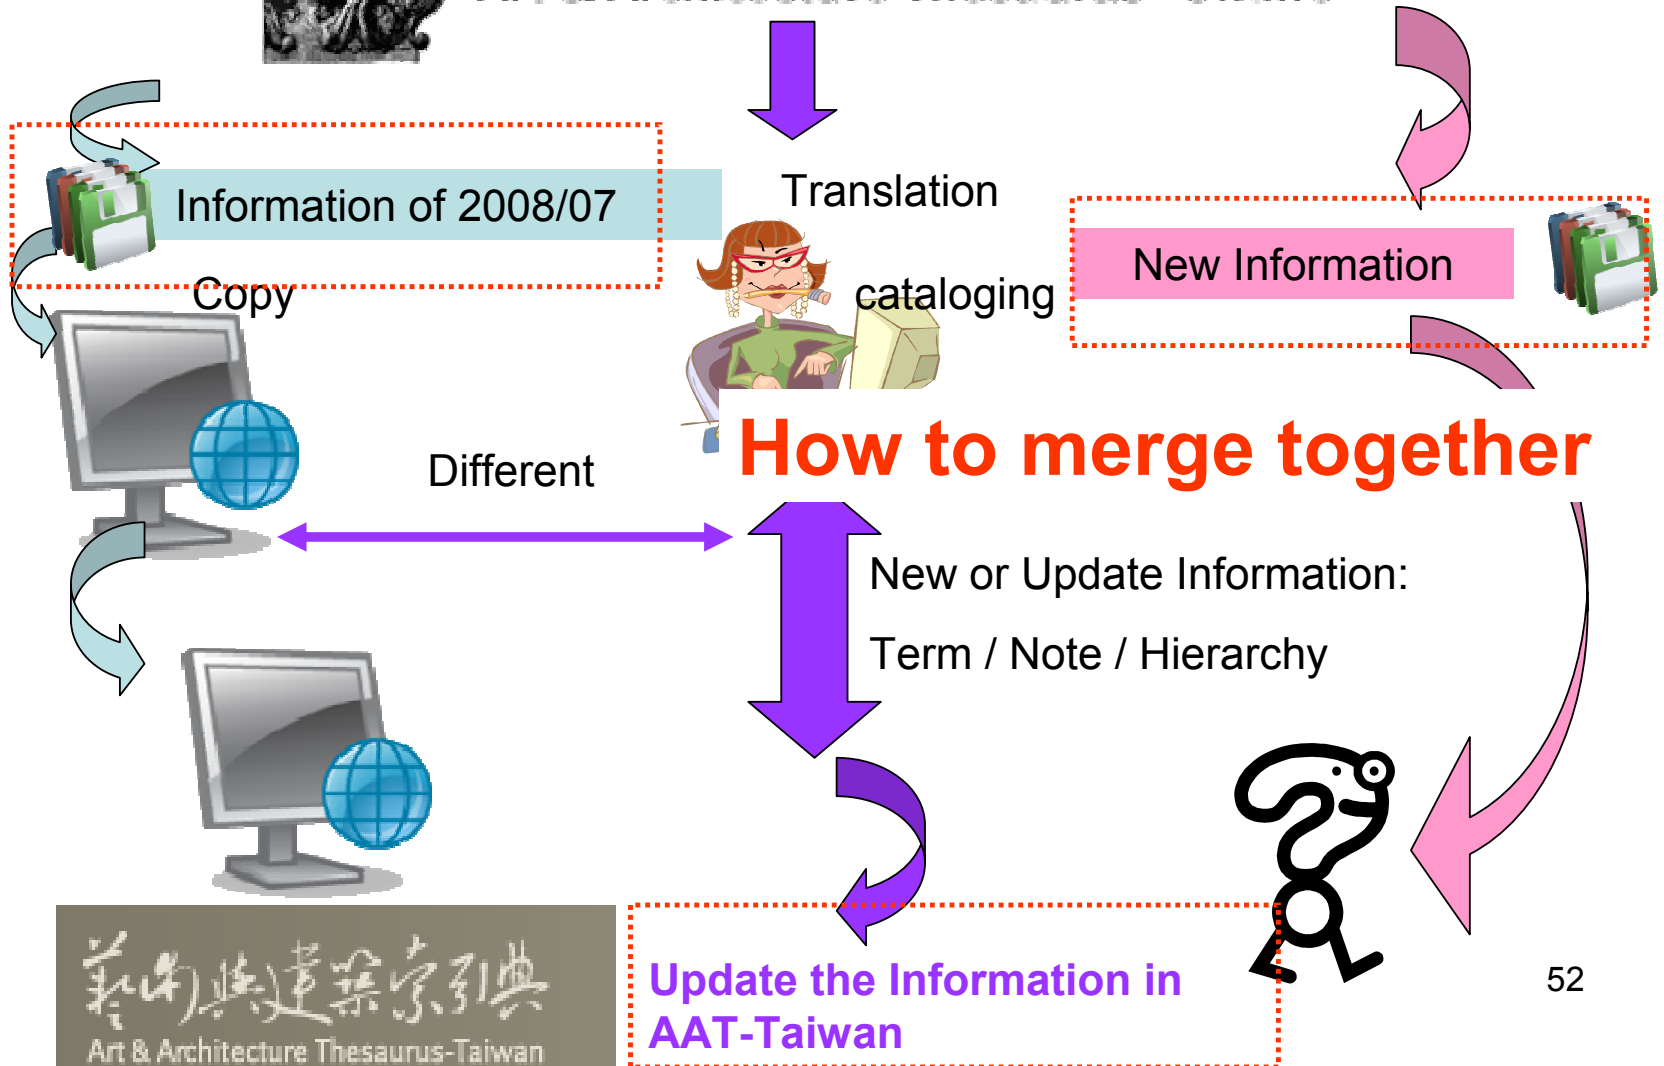 Information of 2008/07
Translation
New Information
Copy
cataloging
How to merge together
Different
New or Update Information:
Term / Note / Hierarchy
藝術與建築索引典
Art & Architecture Thesaurus-Taiwan
Update the Information in
AAT-Taiwan
52